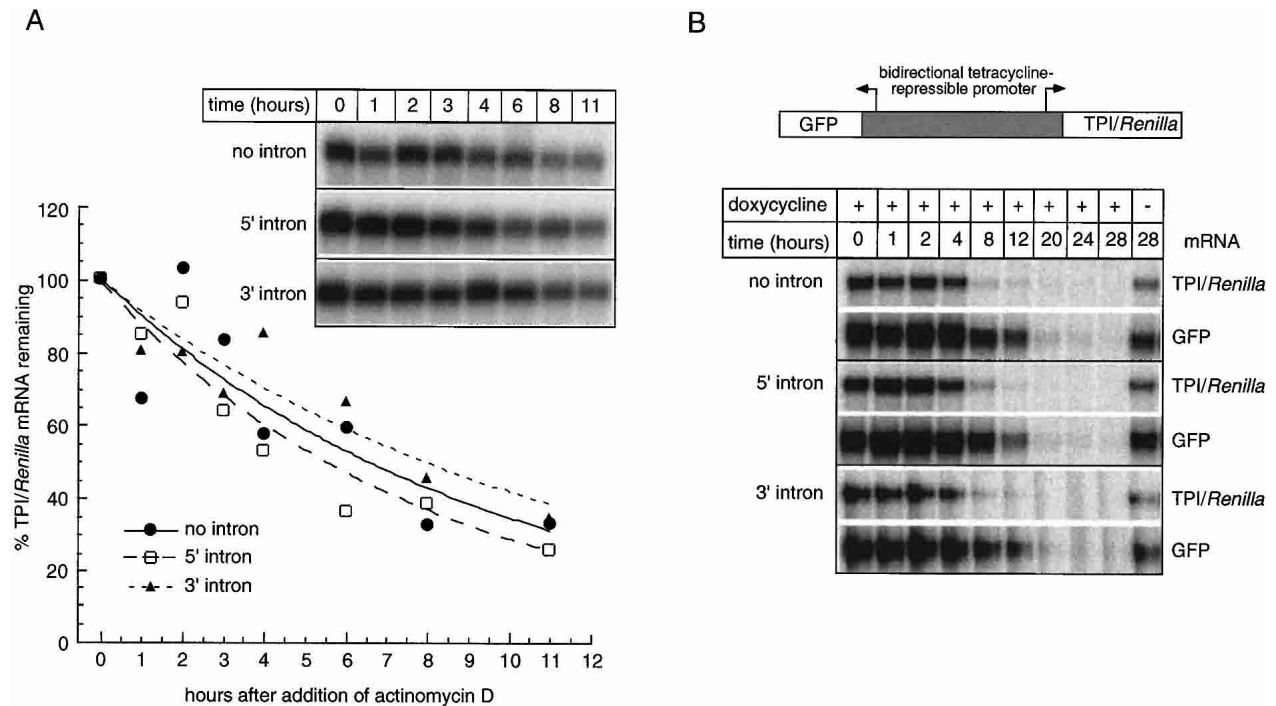 A
time (hours) 0 1 2 3 4 6 8 11
no intron
5' intron
3' intron
120
100
80
60
40
20
0
% TPI/Renilla mRNA remaining
no intron
5' intron
3' intron
0 1 2 3 4 5 6 7 8 9 10 11 12
hours after addition of actinomycin D
B
bidirectional tetracycline-
repressible promoter
GFP TPI/Renilla
doxycycline + + + + + + + + + -
time (hours) 0 1 2 4 8 12 20 24 28 28 mRNA
no intron TPI/Renilla
GFP
5' intron TPI/Renilla
GFP
3' intron TPI/Renilla
GFP